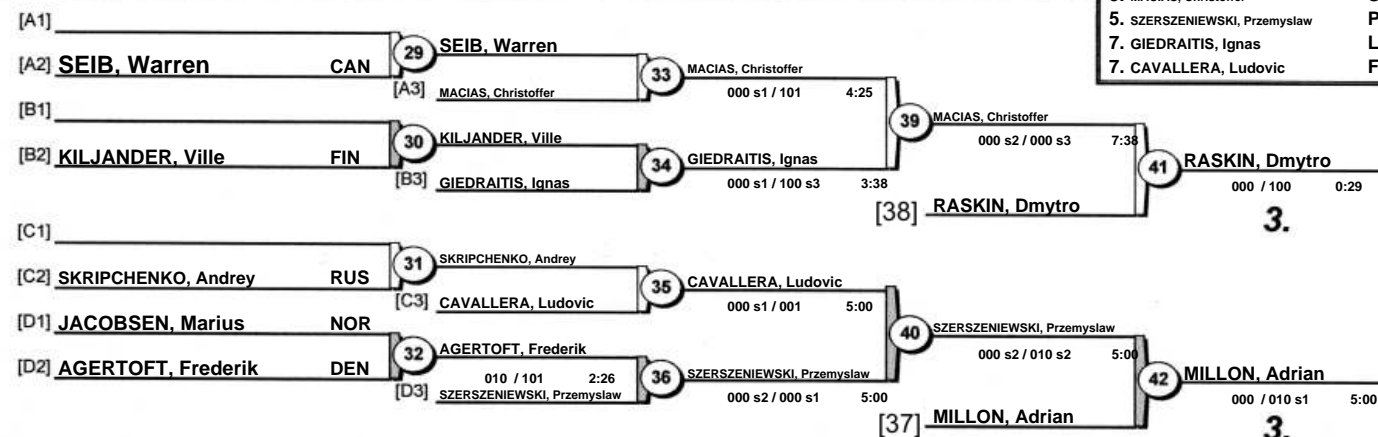 5. SZERSZENIEWSKI, Przemyslaw P
7. GIEDRAITIS, Ignas L
7. CAVALLERA, Ludovic F
[A1]
[A2] SEIB, Warren CAN
29
SEIB, Warren
[A3] MACIAS, Christoffer
33
MACIAS, Christoffer
000 s1 / 101 4:25
[B1]
[B2] KILJANDER, Ville FIN
30
KILJANDER, Ville
[B3] GIEDRAITIS, Ignas
34
GIEDRAITIS, Ignas
000 s1 / 100 s3 3:38
39
MACIAS, Christoffer
000 s2 / 000 s3 7:38
[38] RASKIN, Dmytro
41
RASKIN, Dmytro
000 / 100 0:29
3.
[C1]
[C2] SKRIPCHENKO, Andrey RUS
31
SKRIPCHENKO, Andrey
[C3] CAVALLERA, Ludovic
35
CAVALLERA, Ludovic
000 s1 / 001 5:00
[D1] JACOBSEN, Marius NOR
[D2] AGERTOFT, Frederik DEN
32
AGERTOFT, Frederik
010 / 101 2:26
[D3] SZERSZENIEWSKI, Przemyslaw
36
SZERSZENIEWSKI, Przemyslaw
000 s2 / 000 s1 5:00
40
SZERSZENIEWSKI, Przemyslaw
000 s2 / 010 s2 5:00
[37] MILLON, Adrian
42
MILLON, Adrian
000 / 010 s1 5:00
3.